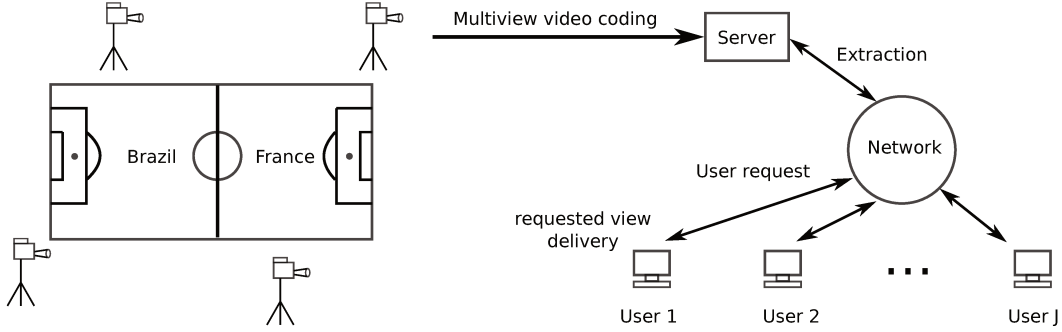 Multiview video coding
Server
Extraction
Brazil
France
Network
User request
requested view
delivery
...
User 1
User 2
User J